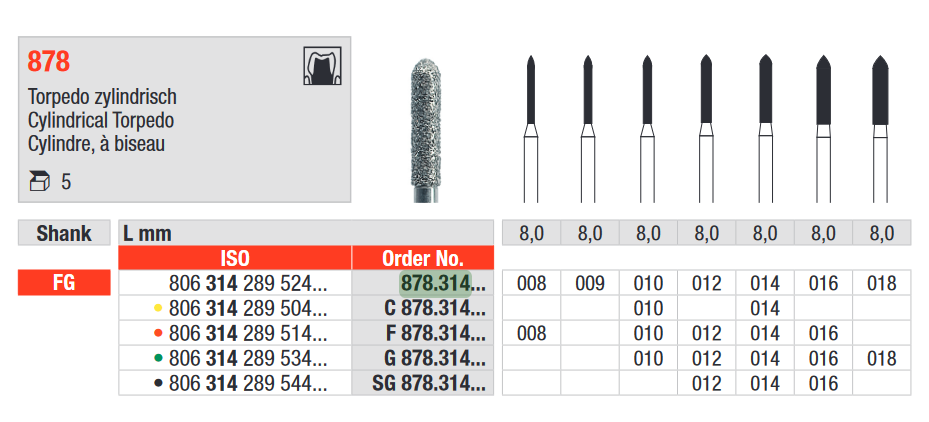 878
Torpedo zylindrisch
Cylindrical Torpedo
Cylindre, à biseau
5
Shank L mm 8,0 8,0 8,0 8,0 8,0 8,0 8,0
ISO Order No.
FG 806 314 289 524... 878.314... 008 009 010 012 014 016 018
806 314 289 504... C 878.314... 010 014
806 314 289 514... F 878.314... 008 010 012 014 016
806 314 289 534... G 878.314... 010 012 014 016 018
806 314 289 544... SG 878.314... 012 014 016